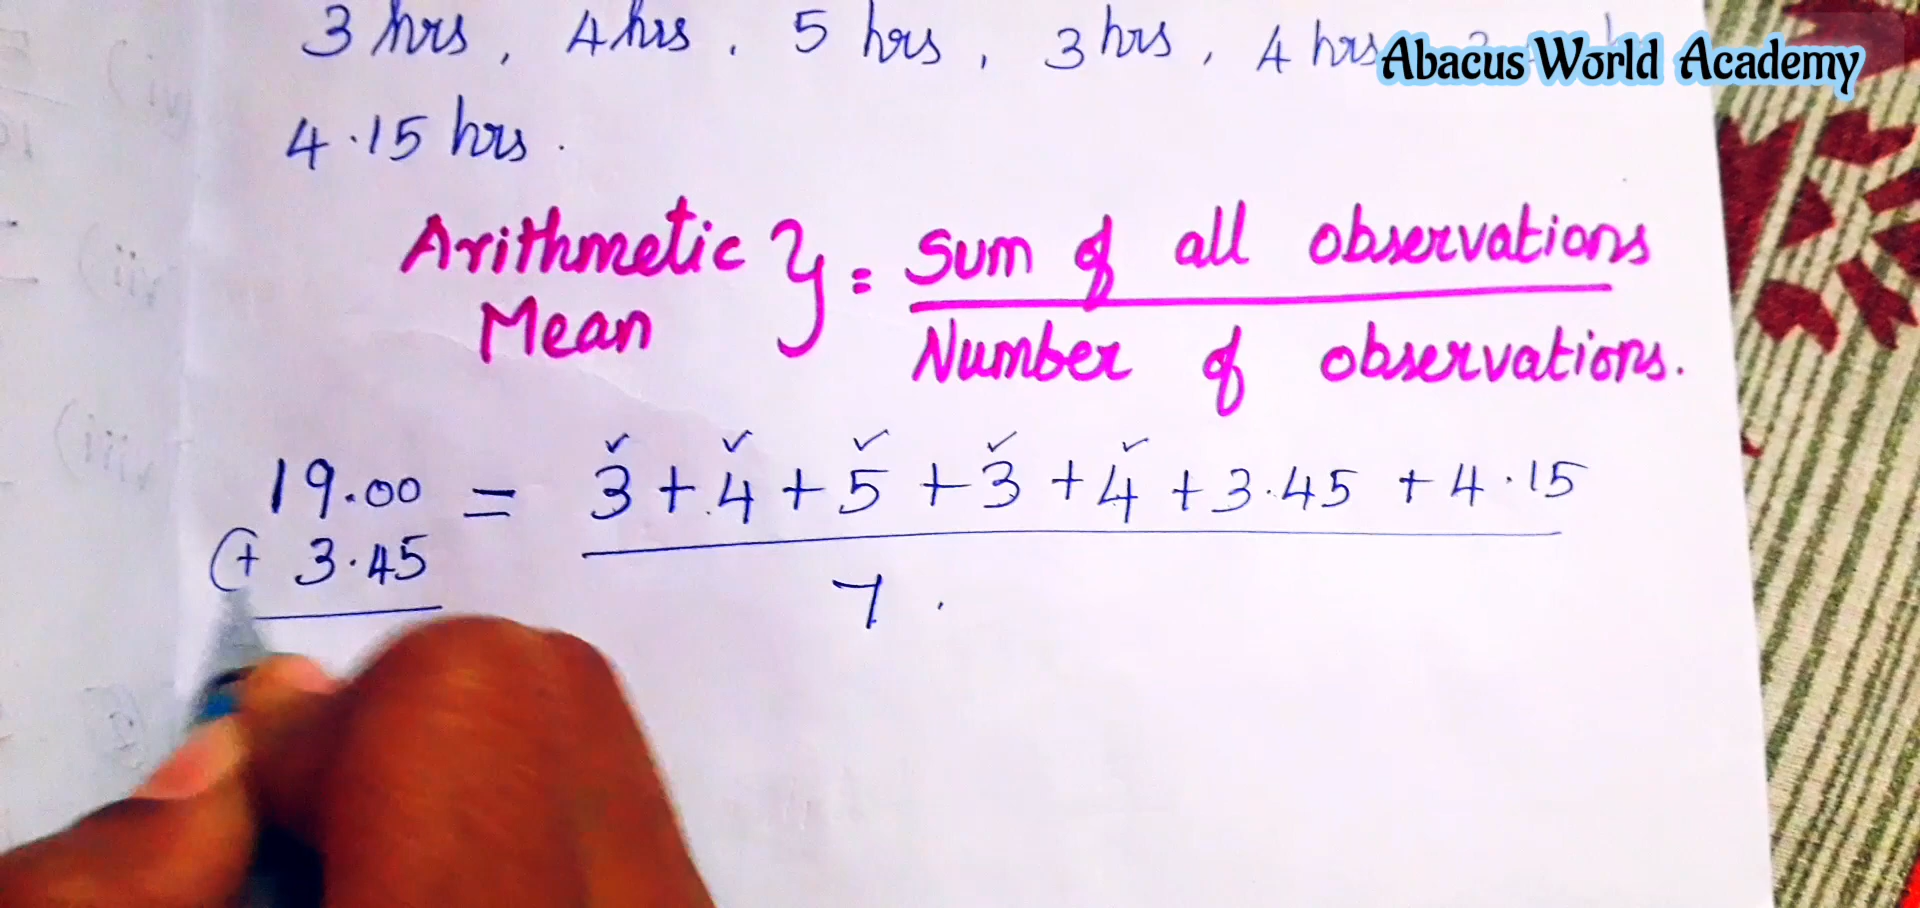 3 hrs, 4 hrs, 5 hrs, 3 hrs, 4 hrs
Abacus World Academy
4.15 hrs.
Arithmetic Mean } = Sum of all observations
Number of observations.
19.00 = 3 + 4 + 5 + 3 + 4 + 3.45 + 4.15
(+ 3.45
7.